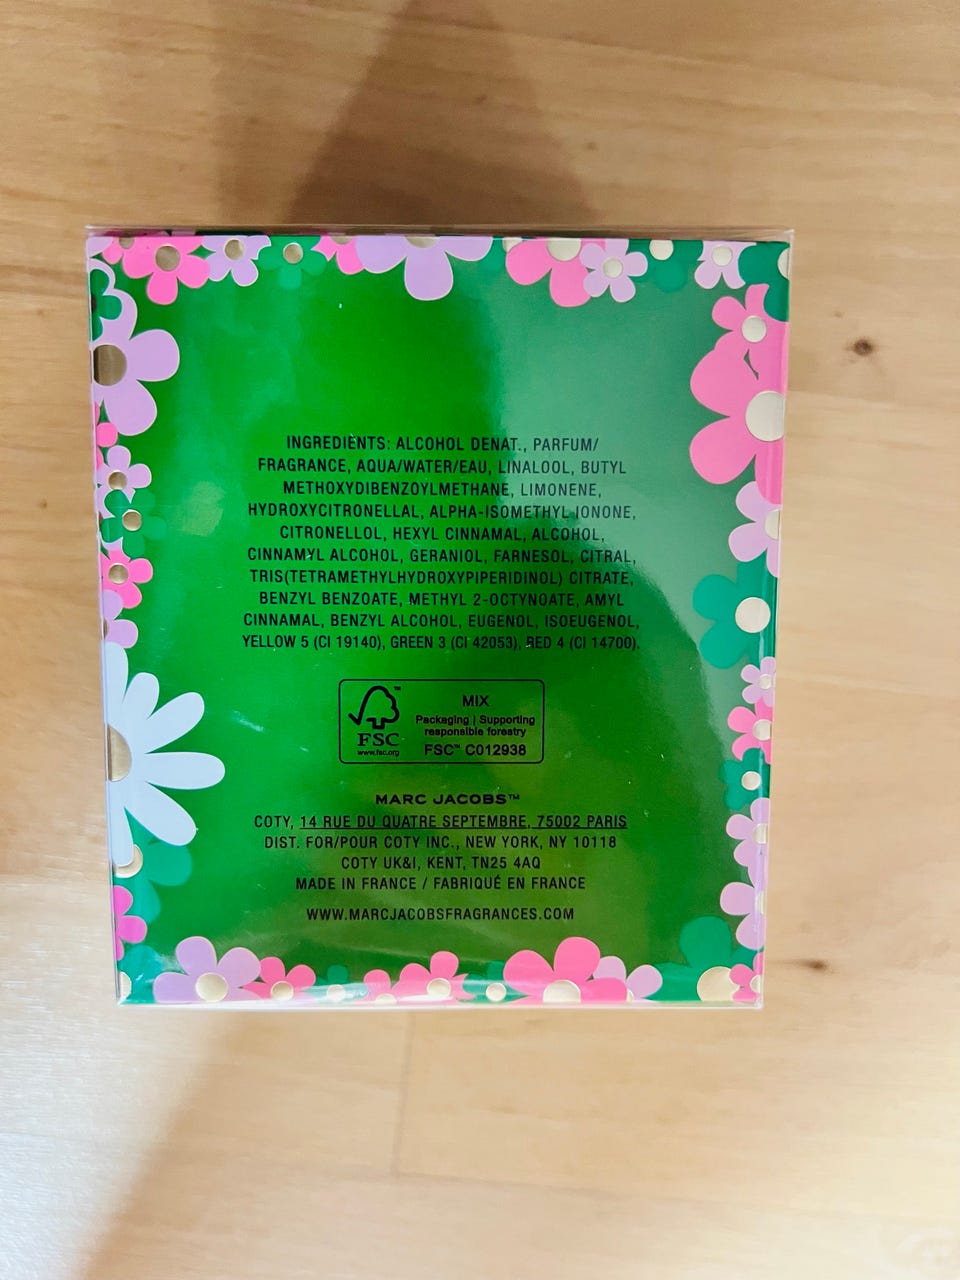 INGREDIENTS: ALCOHOL DENAT., PARFUM/
FRAGRANCE, AQUA/WATER/EAU, LINALOOL, BUTYL
METHOXYDIBENZOYLMETHANE, LIMONENE,
HYDROXYCITRONELLAL, ALPHA-ISOMETHYL IONONE,
CITRONELLOL, HEXYL CINNAMAL, ALCOHOL,
CINNAMYL ALCOHOL, GERANIOL, FARNESOL, CITRAL,
TRIS(TETRAMETHYLHYDROXYPIPERIDINOL) CITRATE,
BENZYL BENZOATE, METHYL 2-OCTYNOATE, AMYL
CINNAMAL, BENZYL ALCOHOL, EUGENOL, ISOEUGENOL,
YELLOW 5 (CI 19140), GREEN 3 (CI 42053), RED 4 (CI 14700).
MIX
Packaging | Supporting
responsible forestry
FSC™ C012938
™
FSC
www.fsc.org
MARC JACOBS™
COTY, 14 RUE DU QUATRE SEPTEMBRE, 75002 PARIS
DIST. FOR/POUR COTY INC., NEW YORK, NY 10118
COTY UK&I, KENT, TN25 4AQ
MADE IN FRANCE / FABRIQUÉ EN FRANCE
WWW.MARCJACOBSFRAGRANCES.COM